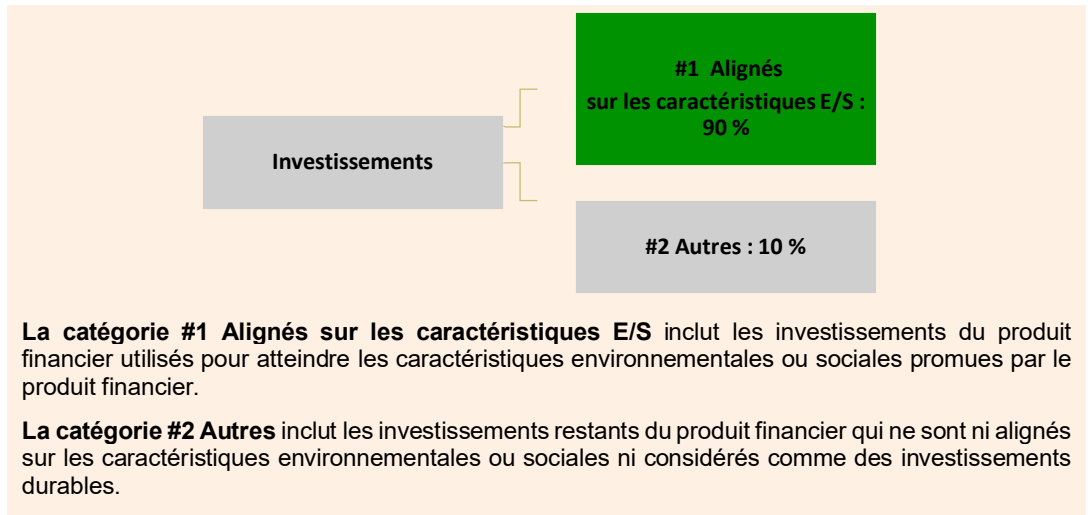 #1 Alignés
sur les caractéristiques E/S :
90 %
Investissements
#2 Autres : 10 %
La catégorie #1 Alignés sur les caractéristiques E/S inclut les investissements du produit
financier utilisés pour atteindre les caractéristiques environnementales ou sociales promues par le
produit financier.
La catégorie #2 Autres inclut les investissements restants du produit financier qui ne sont ni alignés
sur les caractéristiques environnementales ou sociales ni considérés comme des investissements
durables.